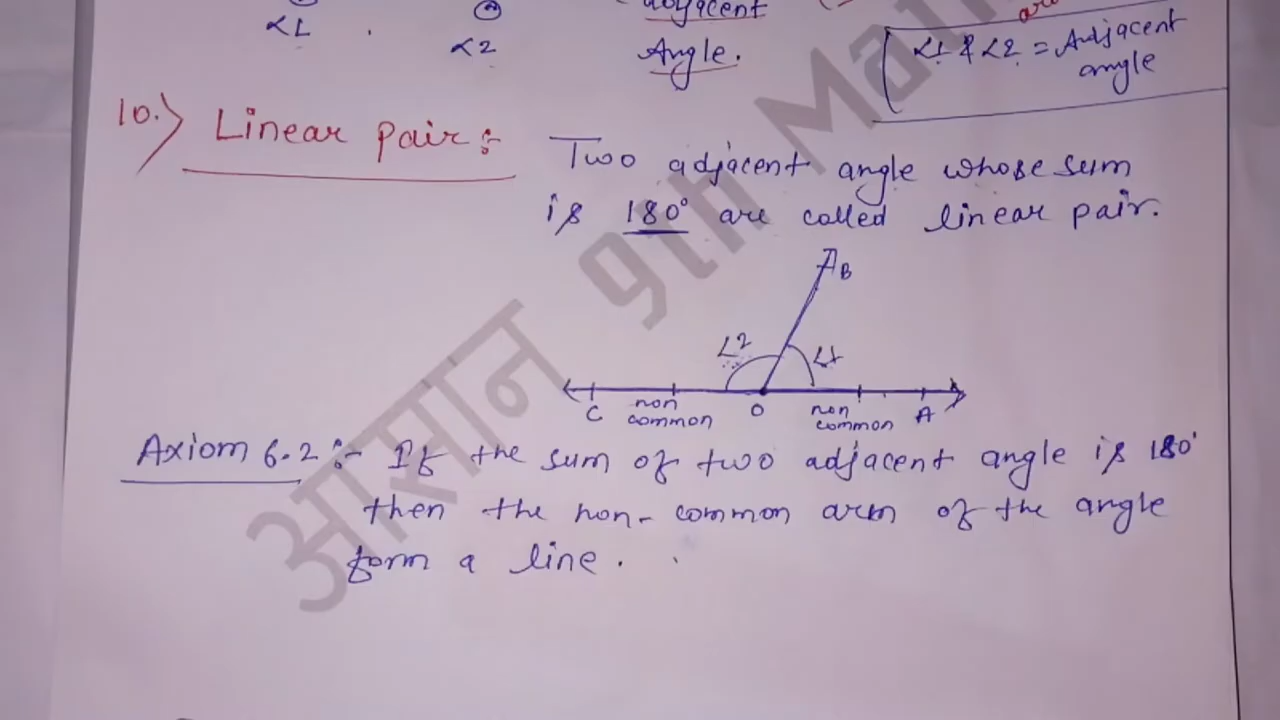 adjacent
∠1
∠2
Angle.
∠1 & ∠2 = Adjacent
angle
10.) Linear pair:-
Two adjacent angle whose sum
is 180° are called linear pair.
B
∠2
∠1
C
non
common
O
non
common
A
Axiom 6.2:- If the sum of two adjacent angle is 180°
then the non-common arm of the angle
form a line.
आसान 9th